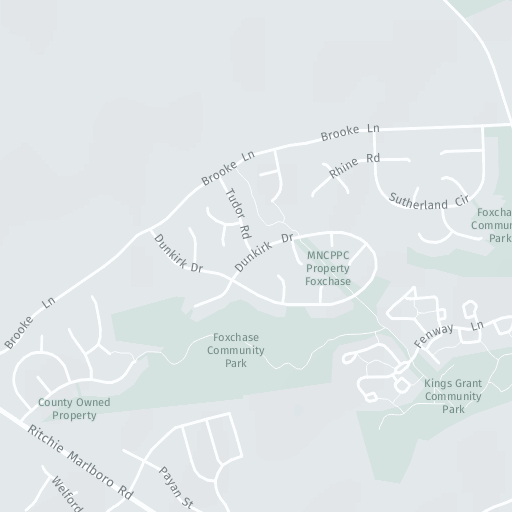 Brooke Ln
Brooke Ln
Rhine Rd
Tudor Rd
Sutherland Cir
Foxcha
Commun
Park
Dunkirk Dr
Dunkirk Dr
MNCPPC
Property
Foxchase
Brooke Ln
Fenway Ln
Foxchase
Community
Park
Kings Grant
Community
Park
County Owned
Property
Ritchie Marlboro Rd
Payan St
Welford